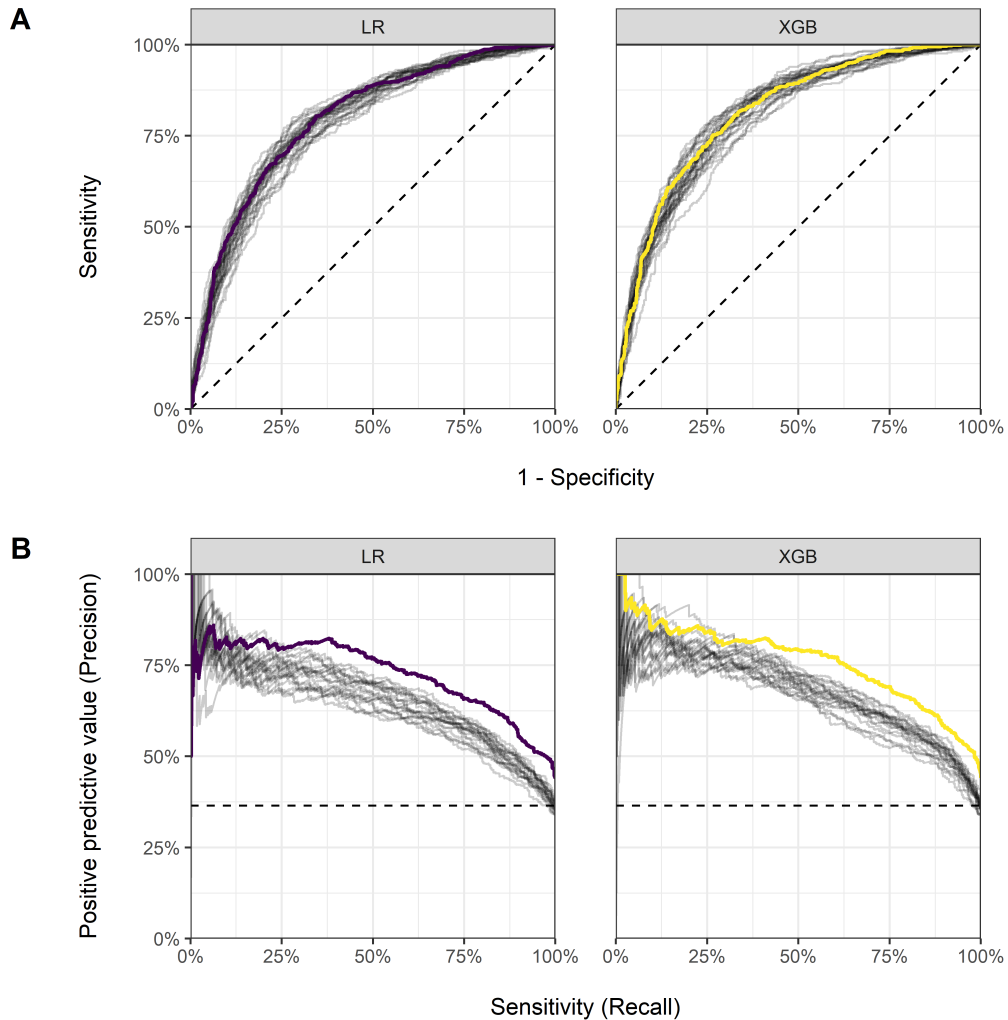 A
LR
XGB
100%
75%
50%
25%
0%
Sensitivity
0% 25% 50% 75% 100%
0% 25% 50% 75% 100%
1 - Specificity
B
LR
XGB
100%
75%
50%
25%
0%
Positive predictive value (Precision)
0% 25% 50% 75% 100%
0% 25% 50% 75% 100%
Sensitivity (Recall)